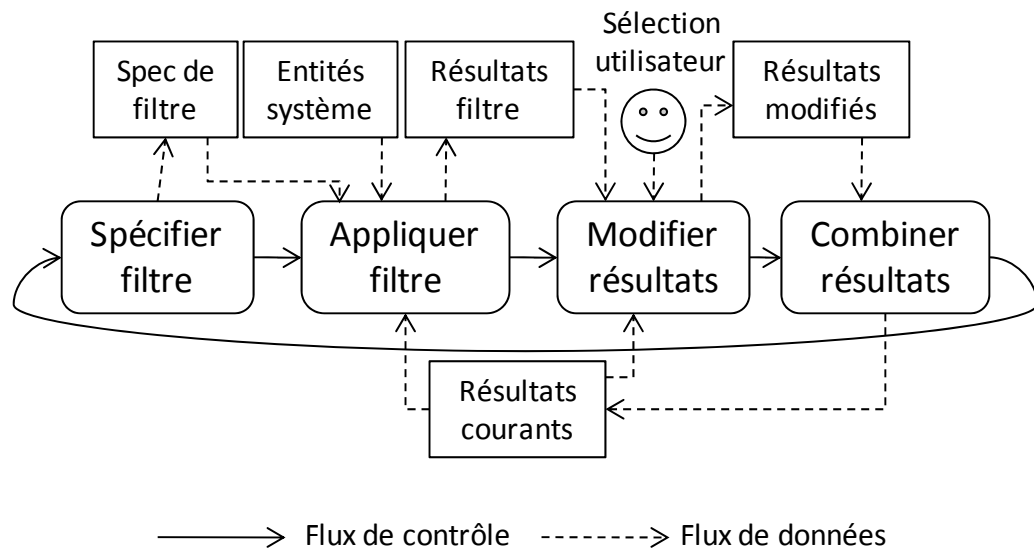 Sélection
utilisateur
Spec de
filtre
Entités
système
Résultats
filtre
Résultats
modifiés
Spécifier
filtre
Appliquer
filtre
Modifier
résultats
Combiner
résultats
Résultats
courants
Flux de contrôle
Flux de données